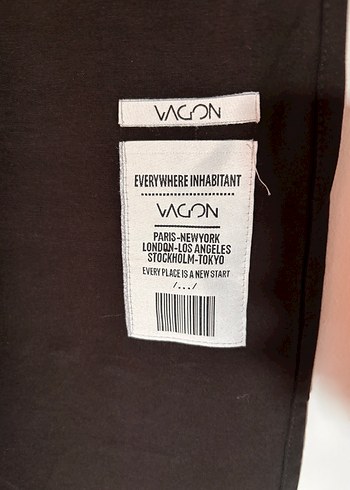 VAGON
EVERYWHERE INHABITANT
VAGON
PARIS-NEWYORK
LONDON-LOS ANGELES
STOCKHOLM-TOKYO
EVERY PLACE IS A NEW START
/.../